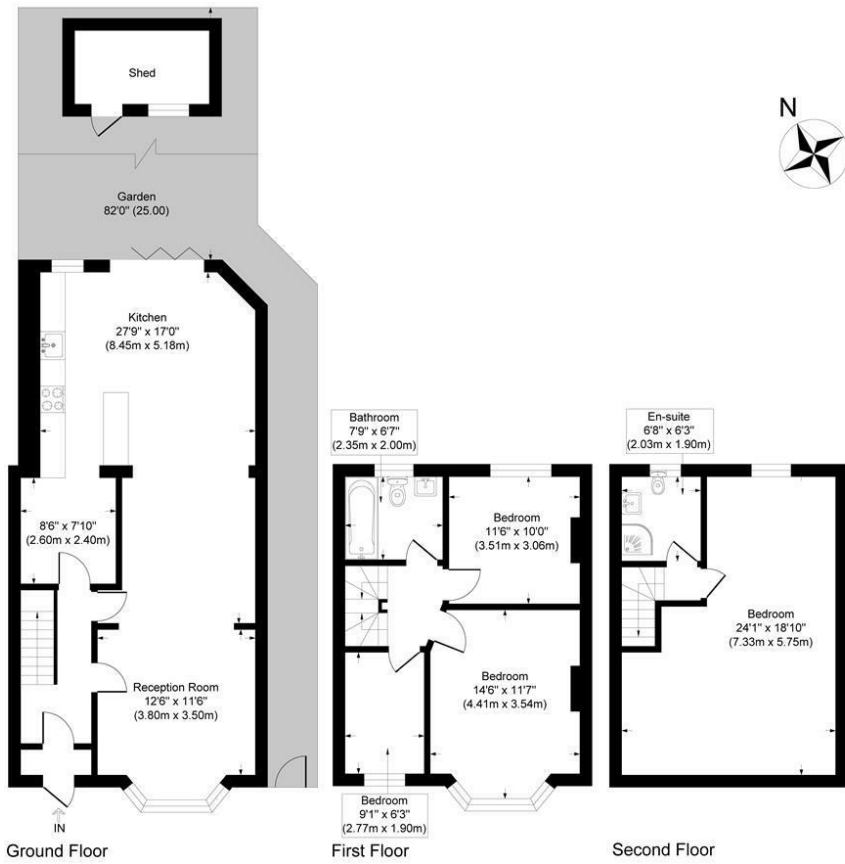 Shed
N
Garden
82'0" (25.00)
Kitchen
27'9" x 17'0"
(8.45m x 5.18m)
8'6" x 7'10"
(2.60m x 2.40m)
Reception Room
12'6" x 11'6"
(3.80m x 3.50m)
IN
Ground Floor
Bathroom
7'9" x 6'7"
(2.35m x 2.00m)
Bedroom
11'6" x 10'0"
(3.51m x 3.06m)
Bedroom
14'6" x 11'7"
(4.41m x 3.54m)
Bedroom
9'1" x 6'3"
(2.77m x 1.90m)
First Floor
En-suite
6'8" x 6'3"
(2.03m x 1.90m)
Bedroom
24'1" x 18'10"
(7.33m x 5.75m)
Second Floor